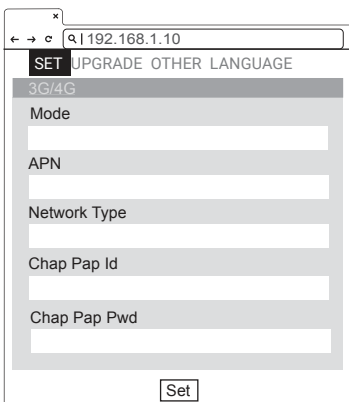 192.168.1.10
SET UPGRADE OTHER LANGUAGE
3G/4G
Mode
APN
Network Type
Chap Pap Id
Chap Pap Pwd
Set